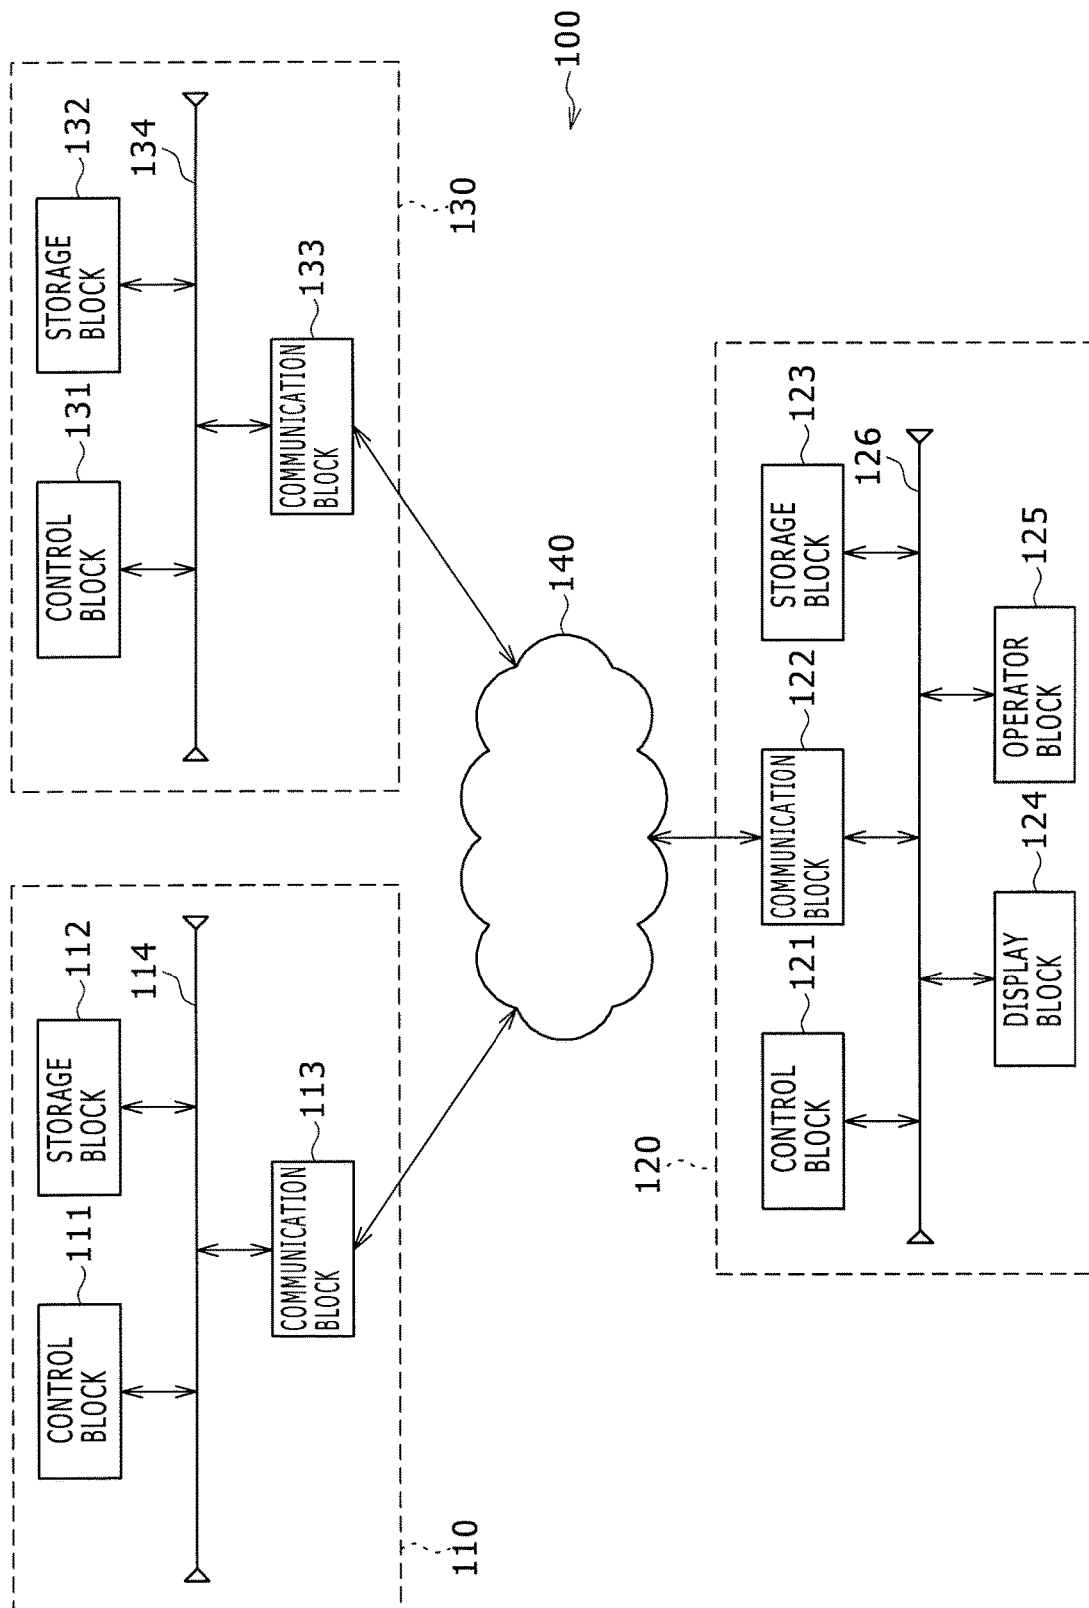 100
110
CONTROL
BLOCK
111
STORAGE
BLOCK
112
114
COMMUNICATION
BLOCK
113
130
CONTROL
BLOCK
131
STORAGE
BLOCK
132
134
COMMUNICATION
BLOCK
133
140
120
CONTROL
BLOCK
121
COMMUNICATION
BLOCK
122
STORAGE
BLOCK
123
126
DISPLAY
BLOCK
124
OPERATOR
BLOCK
125